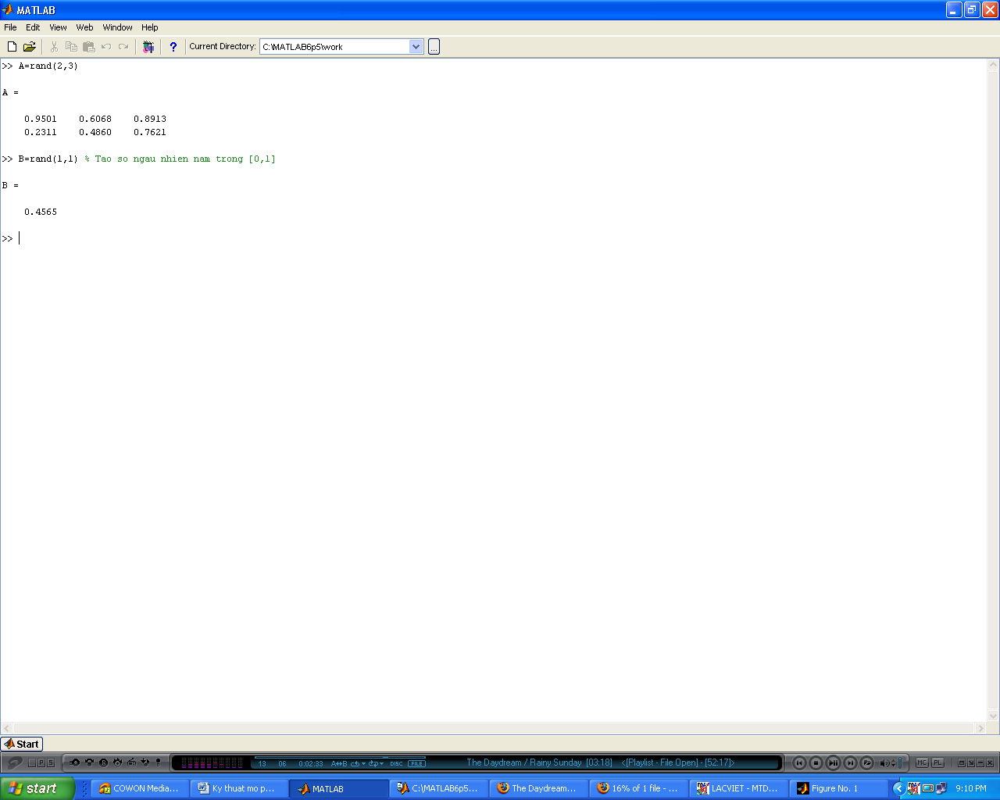 MATLAB
File Edit View Web Window Help
Current Directory: C:\MATLAB6p5\work ...
>> A=rand(2,3)
A =
0.9501 0.6068 0.8913
0.2311 0.4860 0.7621
>> B=rand(1,1) % Tao so ngau nhien nam trong [0,1]
B =
0.4565
>>
Start
P S 13 06 0:02:33 A↔B DISC FILE The Daydream / Rainy Sunday [03:18] <[Playlist - File Open] - [52:17]> MC PL
start COWON Media... Ky thuat mo p... MATLAB C:\MATLAB6p5... The Daydream... 16% of 1 file - ... LACVIET - MTD... Figure No. 1 9:10 PM